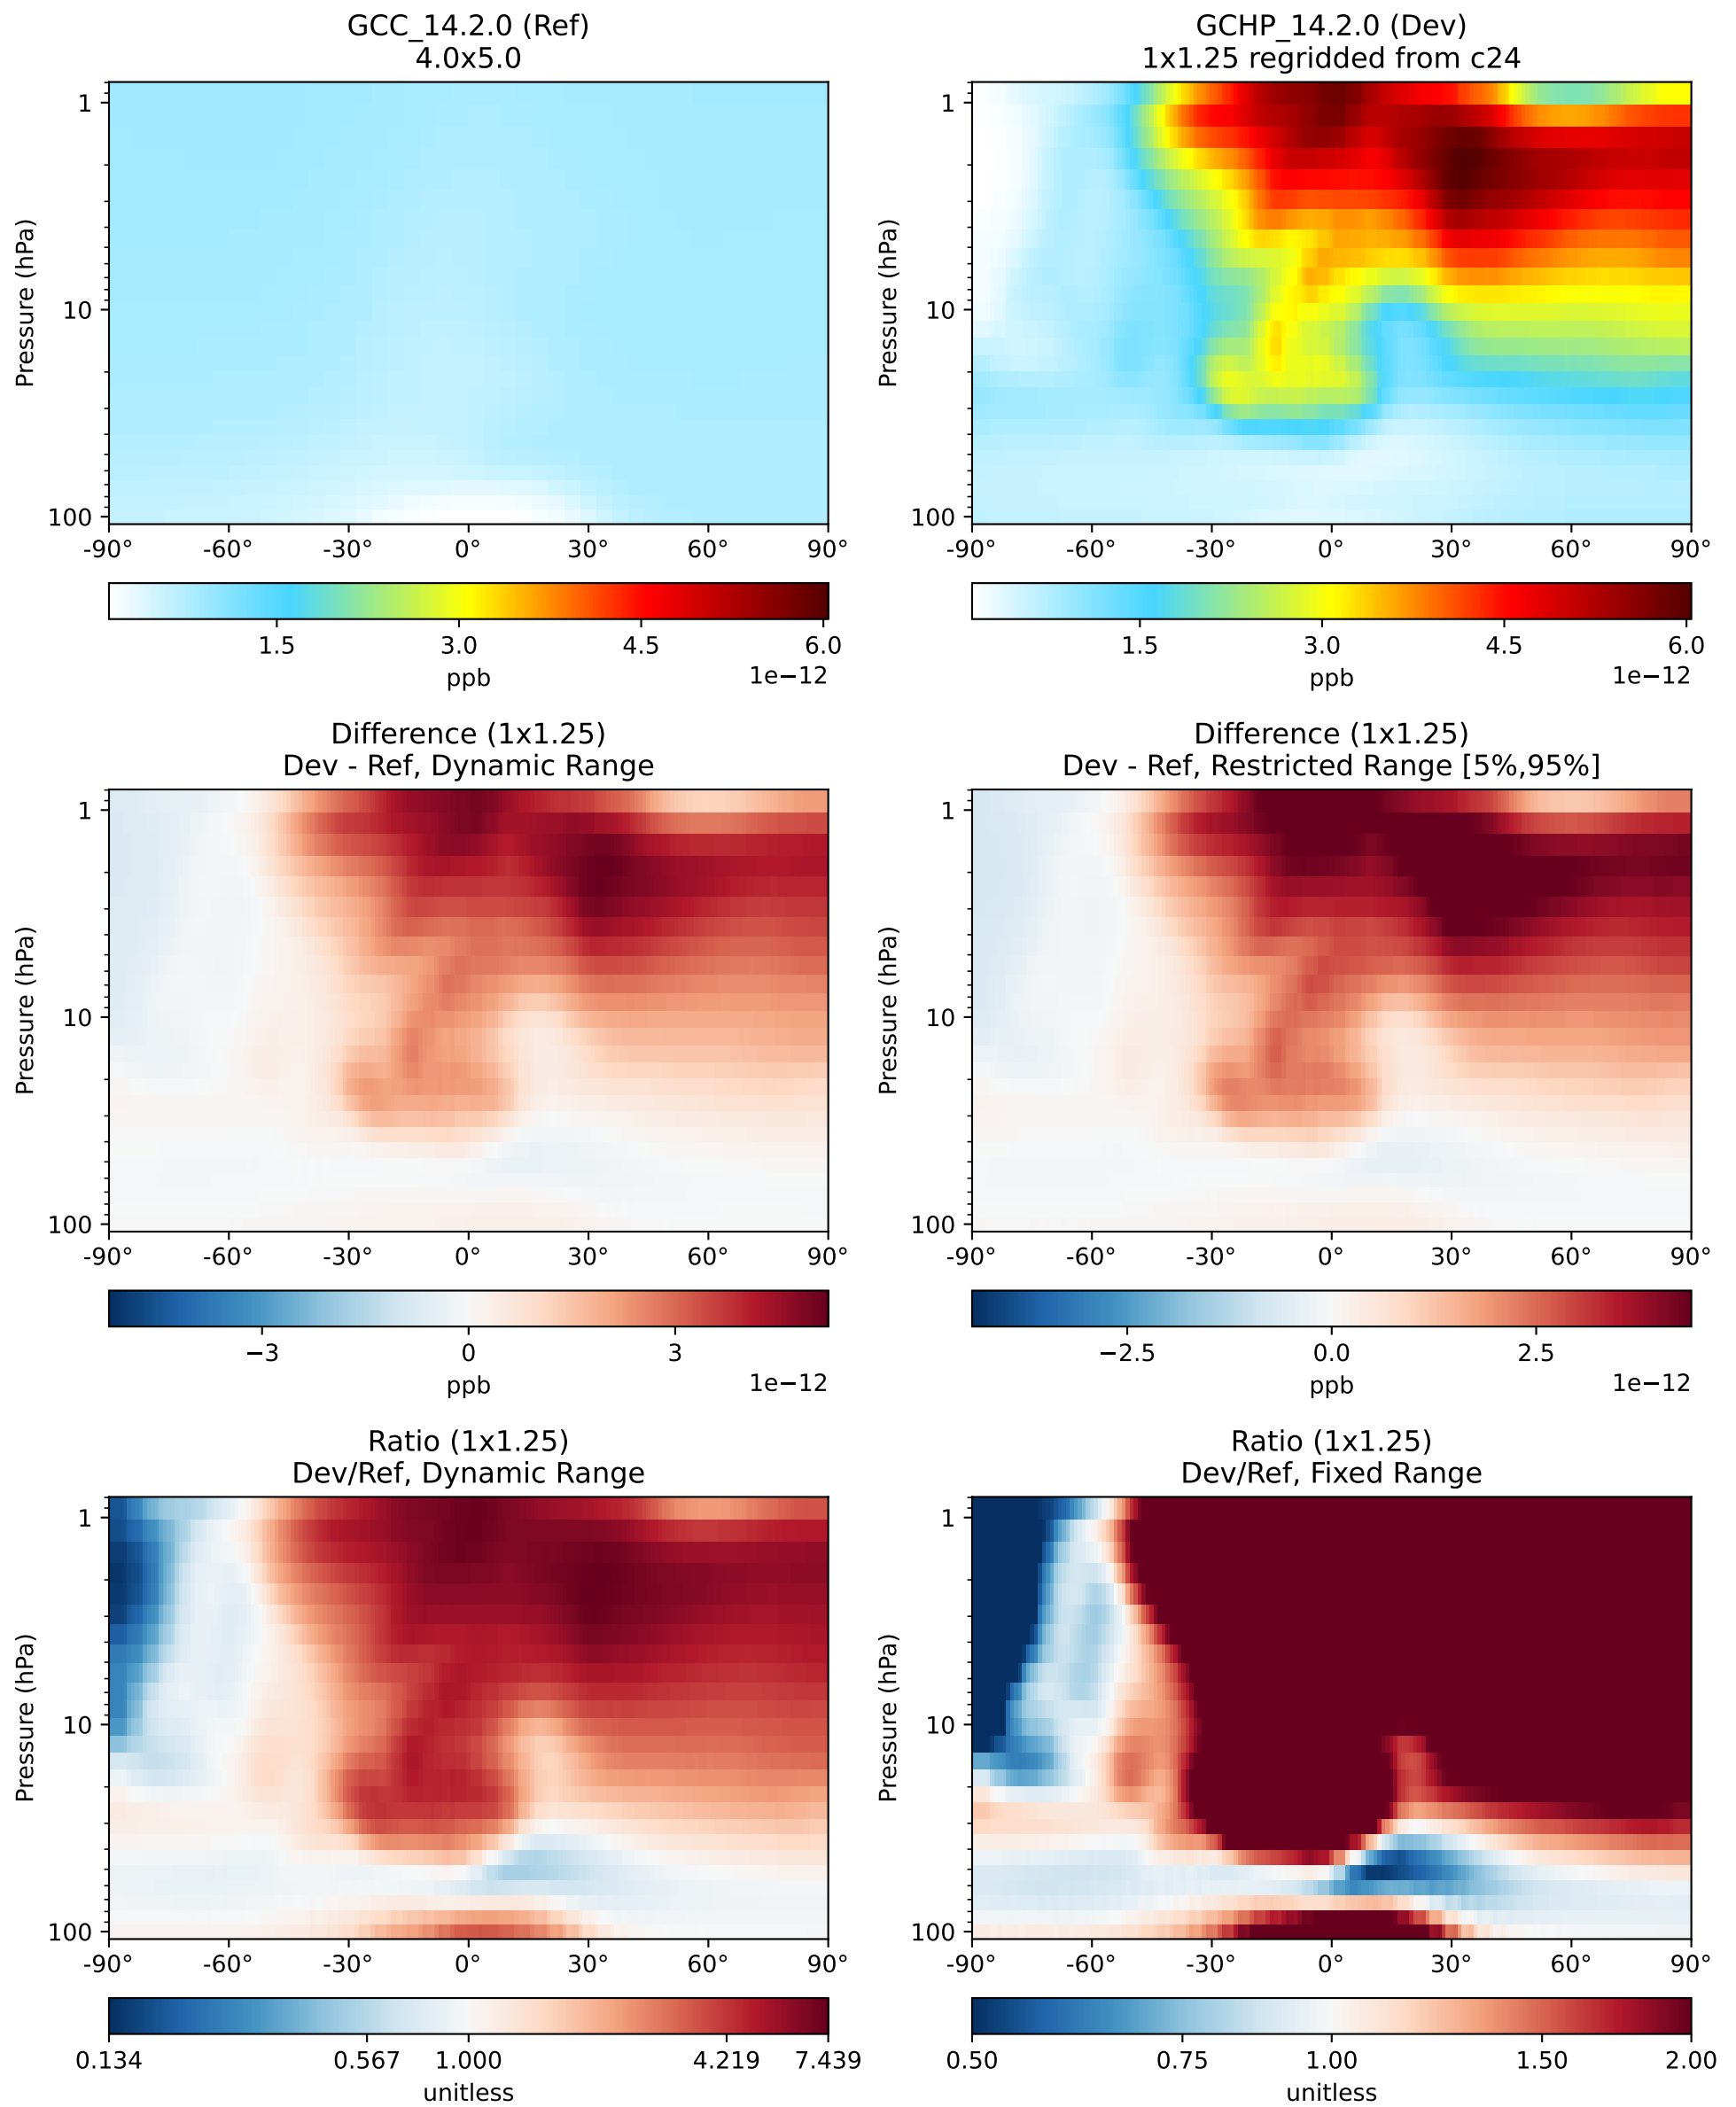 GCC_14.2.0 (Ref)
4.0x5.0
Pressure (hPa)
1
10
100
-90° -60° -30° 0° 30° 60° 90°
1.5 3.0 4.5 6.0
ppb
1e−12
GCHP_14.2.0 (Dev)
1x1.25 regridded from c24
Pressure (hPa)
1
10
100
-90° -60° -30° 0° 30° 60° 90°
1.5 3.0 4.5 6.0
ppb
1e−12
Difference (1x1.25)
Dev - Ref, Dynamic Range
Pressure (hPa)
1
10
100
-90° -60° -30° 0° 30° 60° 90°
−3 0 3
ppb
1e−12
Difference (1x1.25)
Dev - Ref, Restricted Range [5%,95%]
Pressure (hPa)
1
10
100
-90° -60° -30° 0° 30° 60° 90°
−2.5 0.0 2.5
ppb
1e−12
Ratio (1x1.25)
Dev/Ref, Dynamic Range
Pressure (hPa)
1
10
100
-90° -60° -30° 0° 30° 60° 90°
0.134 0.567 1.000 4.219 7.439
unitless
Ratio (1x1.25)
Dev/Ref, Fixed Range
Pressure (hPa)
1
10
100
-90° -60° -30° 0° 30° 60° 90°
0.50 0.75 1.00 1.50 2.00
unitless